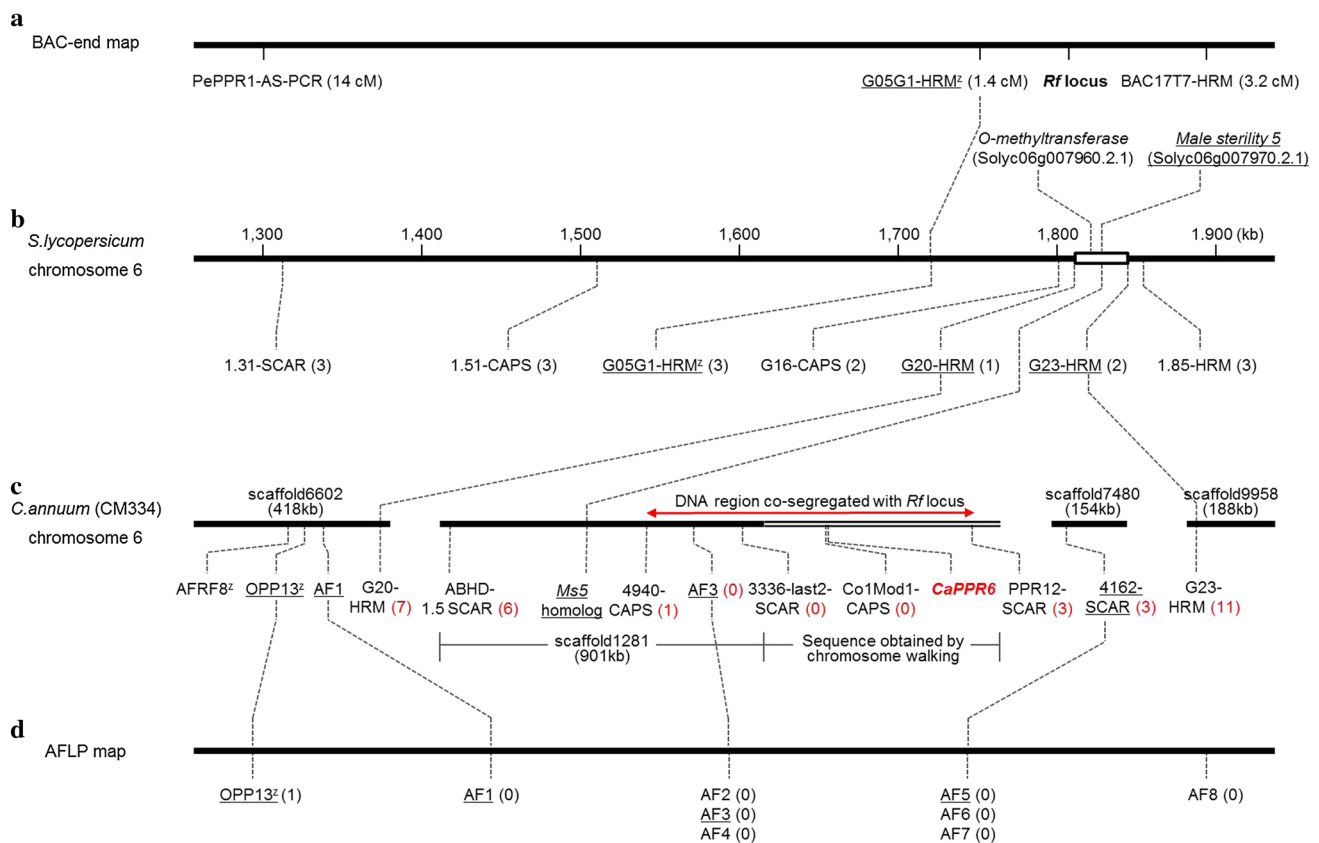 a
BAC-end map
PePPR1-AS-PCR (14 cM)
G05G1-HRMᶻ (1.4 cM)
Rf locus
BAC17T7-HRM (3.2 cM)
O-methyltransferase
(Solyc06g007960.2.1)
Male sterility 5
(Solyc06g007970.2.1)
b
S.lycopersicum
chromosome 6
1,300
1,400
1,500
1,600
1,700
1,800
1.900 (kb)
1.31-SCAR (3)
1.51-CAPS (3)
G05G1-HRMᶻ (3)
G16-CAPS (2)
G20-HRM (1)
G23-HRM (2)
1.85-HRM (3)
c
C.annuum (CM334)
chromosome 6
scaffold6602
(418kb)
DNA region co-segregated with Rf locus
scaffold7480
(154kb)
scaffold9958
(188kb)
AFRF8ᶻ
OPP13ᶻ
AF1
G20-
HRM (7)
ABHD-
1.5 SCAR (6)
Ms5
homolog
4940-
CAPS (1)
AF3 (0)
3336-last2-
SCAR (0)
Co1Mod1-
CAPS (0)
CaPPR6
PPR12-
SCAR (3)
4162-
SCAR (3)
G23-
HRM (11)
scaffold1281
(901kb)
Sequence obtained by
chromosome walking
d
AFLP map
OPP13ᶻ (1)
AF1 (0)
AF2 (0)
AF3 (0)
AF4 (0)
AF5 (0)
AF6 (0)
AF7 (0)
AF8 (0)